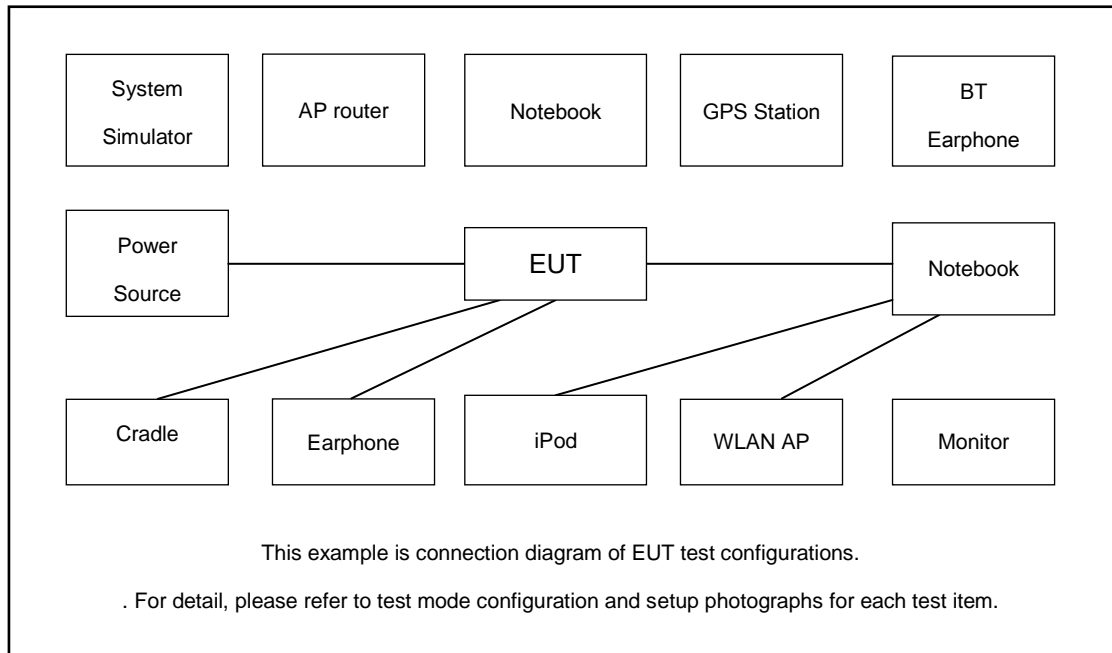 System
Simulator
AP router
Notebook
GPS Station
BT
Earphone
Power
Source
EUT
Notebook
Cradle
Earphone
iPod
WLAN AP
Monitor
This example is connection diagram of EUT test configurations.
. For detail, please refer to test mode configuration and setup photographs for each test item.